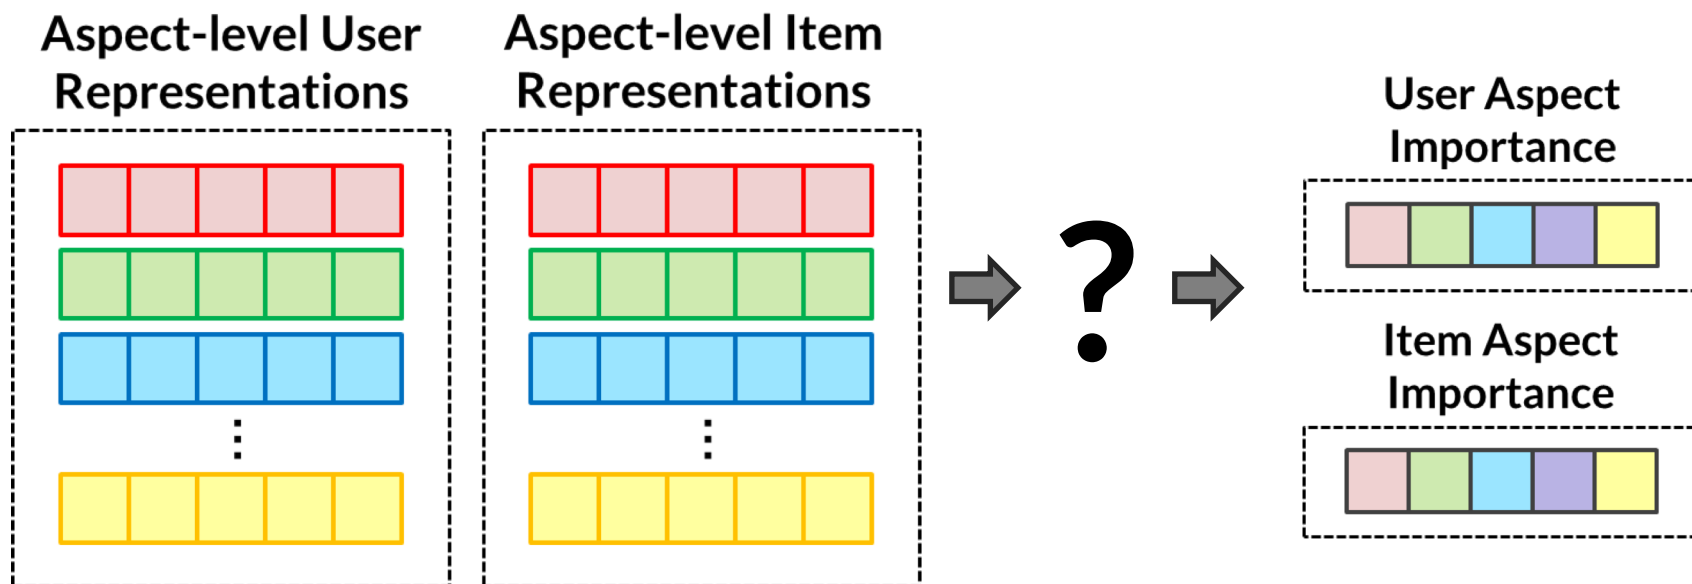 Aspect-level User
Representations
Aspect-level Item
Representations
?
User Aspect
Importance
Item Aspect
Importance